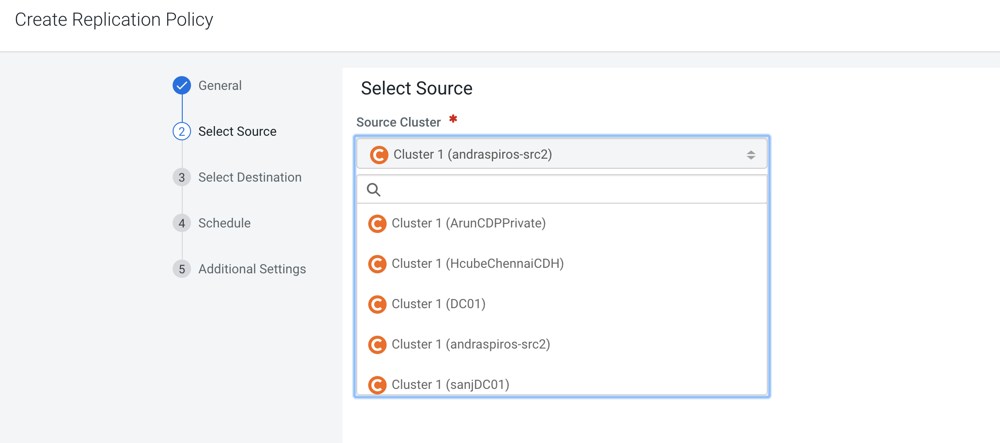 Create Replication Policy
General
2 Select Source
3 Select Destination
4 Schedule
5 Additional Settings
Select Source
Source Cluster *
Cluster 1 (andraspiros-src2)
Cluster 1 (ArunCDPPrivate)
Cluster 1 (HcubeChennaiCDH)
Cluster 1 (DC01)
Cluster 1 (andraspiros-src2)
Cluster 1 (sanjDC01)